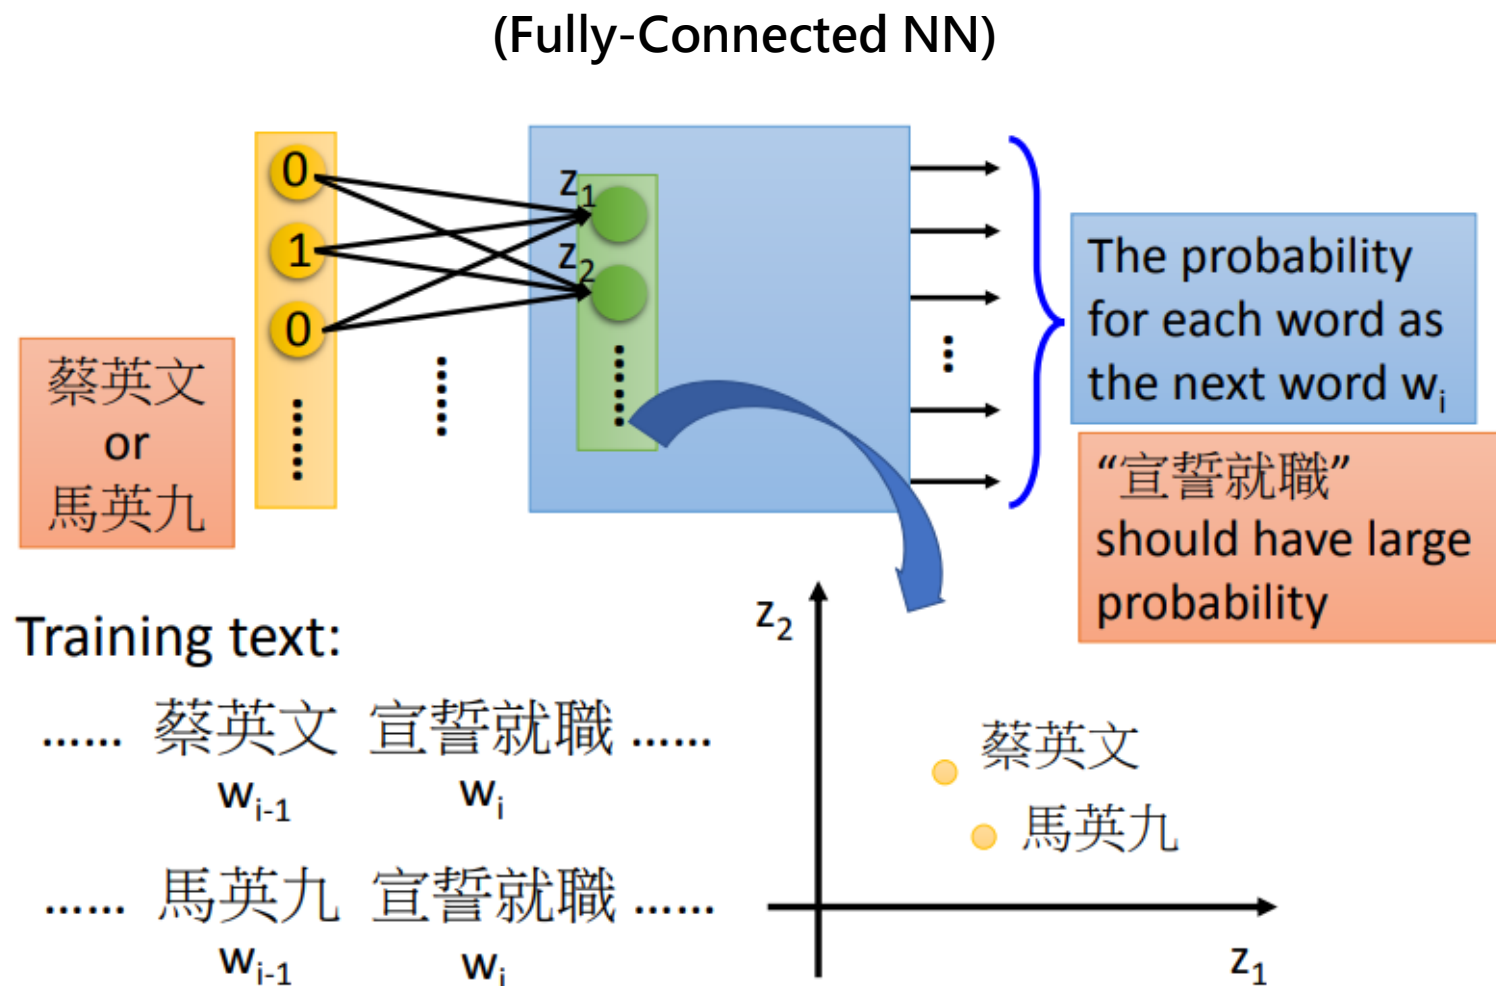 (Fully-Connected NN)
0
1
0
……
z1
z2
……
……
蔡英文
or
馬英九
The probability
for each word as
the next word wi
“宣誓就職”
should have large
probability
Training text:
…… 蔡英文 宣誓就職 ……
wi-1 wi
…… 馬英九 宣誓就職 ……
wi-1 wi
z2
蔡英文
馬英九
z1